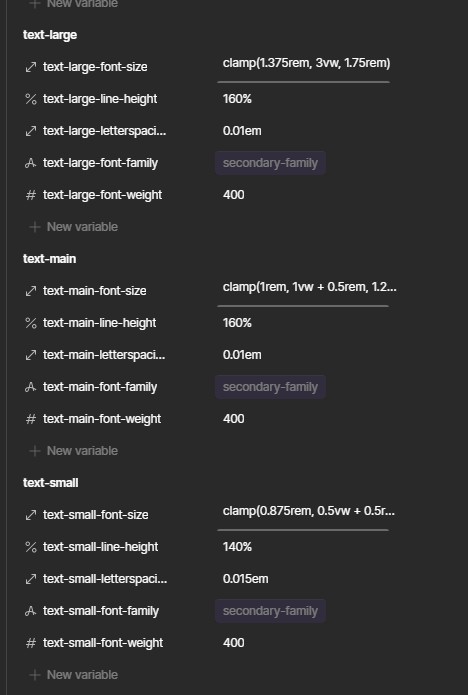 New variable
text-large
text-large-font-size clamp(1.375rem, 3vw, 1.75rem)
text-large-line-height 160%
text-large-letterspaci... 0.01em
text-large-font-family secondary-family
text-large-font-weight 400
New variable
text-main
text-main-font-size clamp(1rem, 1vw + 0.5rem, 1.2...
text-main-line-height 160%
text-main-letterspaci... 0.01em
text-main-font-family secondary-family
text-main-font-weight 400
New variable
text-small
text-small-font-size clamp(0.875rem, 0.5vw + 0.5r...
text-small-line-height 140%
text-small-letterspaci... 0.015em
text-small-font-family secondary-family
text-small-font-weight 400
New variable